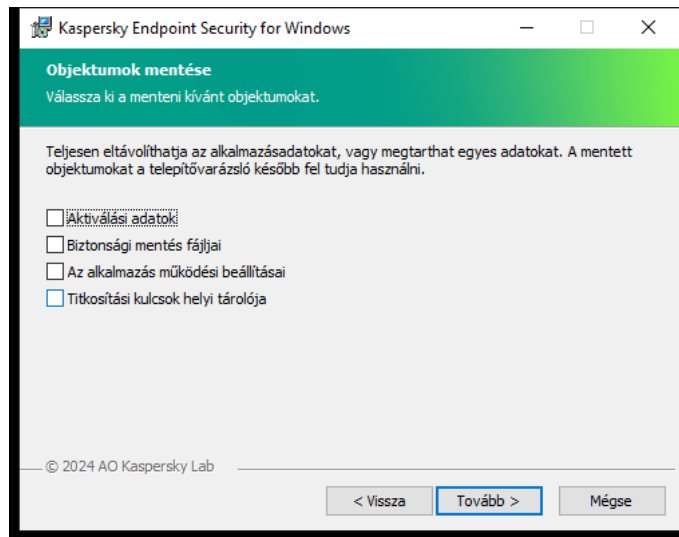 Kaspersky Endpoint Security for Windows
Objektumok mentése
Válassza ki a menteni kívánt objektumokat.
Teljesen eltávolíthatja az alkalmazásadatokat, vagy megtarthat egyes adatokat. A mentett
objektumokat a telepítővarázsló később fel tudja használni.
Aktiválási adatok
Biztonsági mentés fájljai
Az alkalmazás működési beállításai
Titkosítási kulcsok helyi tárolója
© 2024 AO Kaspersky Lab
< Vissza Tovább > Mégse